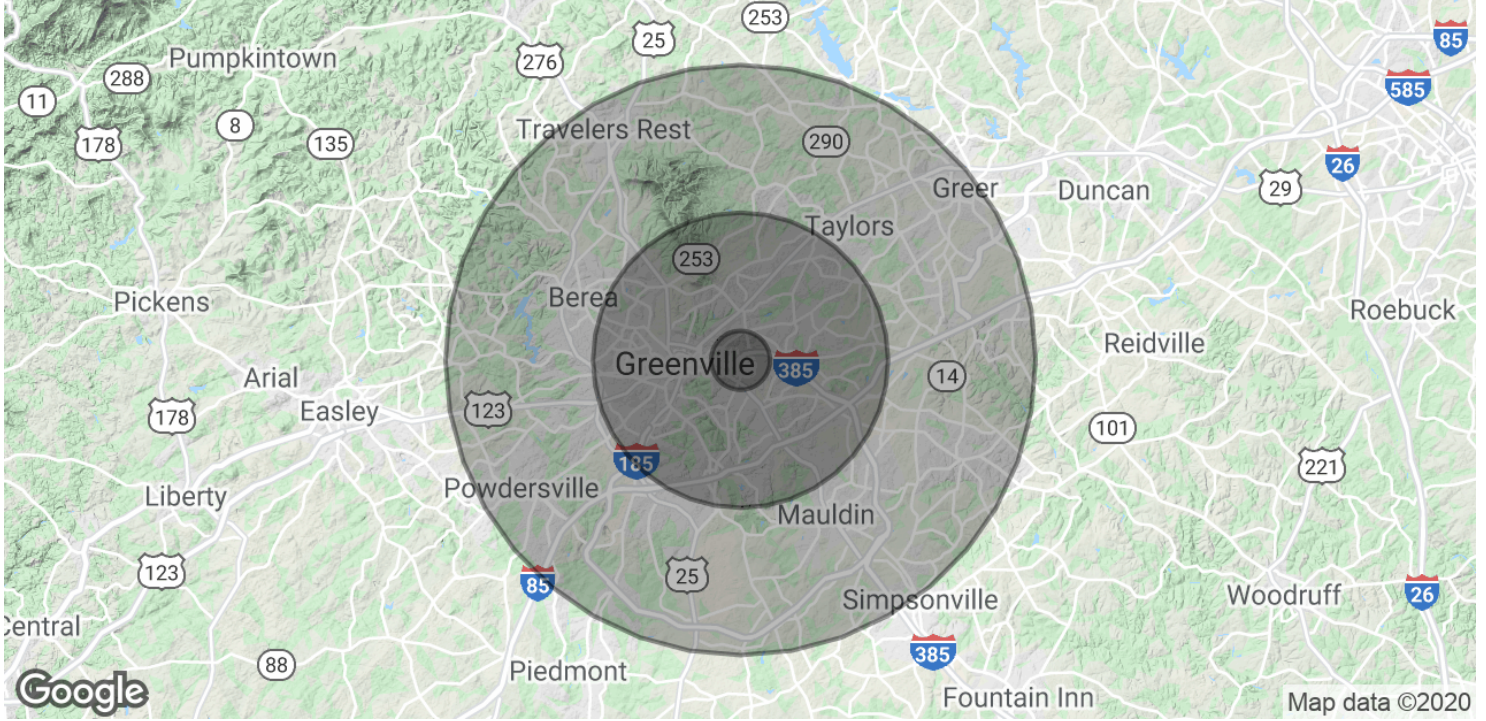 253
25
85
276
Pumpkintown
288
585
11
8
Travelers Rest
290
135
178
26
Greer
Duncan
29
Taylors
253
Berea
Pickens
Roebuck
Reidville
Greenville
385
14
Arial
123
Easley
178
101
185
221
Powdersville
Liberty
Mauldin
123
25
85
Simpsonville
Woodruff
26
Central
385
88
Piedmont
Google
Fountain Inn
Map data ©2020